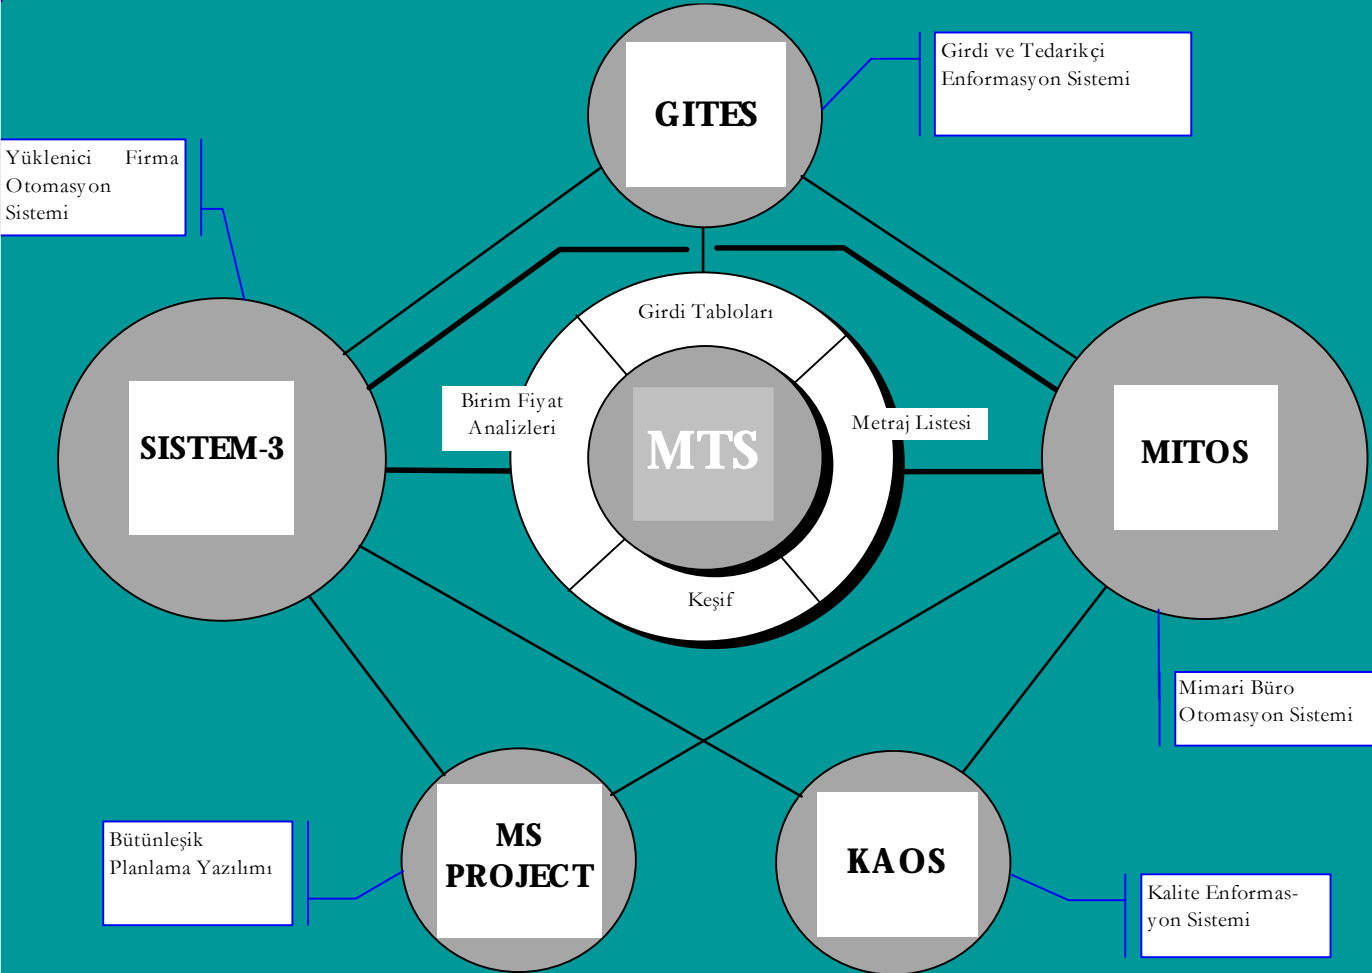 GITES
Girdi ve Tedarikçi
Enformasyon Sistemi
Yüklenici Firma
Otomasyon
Sistemi
Girdi Tabloları
Birim Fiyat
Analizleri
MTS
Metraj Listesi
Keşif
SISTEM-3
MITOS
Mimari Büro
Otomasyon Sistemi
MS
PROJECT
Bütünleşik
Planlama Yazılımı
KAOS
Kalite Enformas-
yon Sistemi